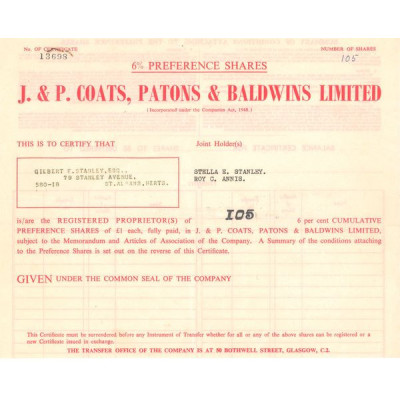 No. OF CERTIFICATE
NUMBER OF SHARES
13698
105
6% PREFERENCE SHARES
J. & P. COATS, PATONS & BALDWINS LIMITED
(Incorporated under the Companies Act, 1948.)
THIS IS TO CERTIFY THAT
Joint Holder(s)
GILBERT F. STANLEY, ESQ.,
79 STANLEY AVENUE,
ST. ALBANS, HERTS.
STELLA E. STANLEY.
ROY C. ANNIS.
is/are the REGISTERED PROPRIETOR(S) of 105 6 per cent CUMULATIVE
PREFERENCE SHARES of £1 each, fully paid, in J. & P. COATS, PATONS & BALDWINS LIMITED,
subject to the Memorandum and Articles of Association of the Company. A Summary of the conditions attaching
to the Preference Shares is set out on the reverse of this Certificate.
GIVEN UNDER THE COMMON SEAL OF THE COMPANY
This Certificate must be surrendered before any Instrument of Transfer whether for all or any of the above shares can be registered or a
new Certificate issued in exchange.
THE TRANSFER OFFICE OF THE COMPANY IS AT 99 BOTHWELL STREET, GLASGOW, C.2.